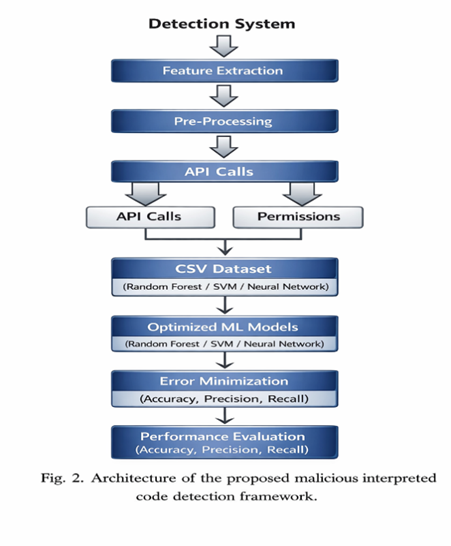 Detection System
Feature Extraction
Pre-Processing
API Calls
API Calls
Permissions
CSV Dataset
(Random Forest / SVM / Neural Network)
Optimized ML Models
(Random Forest / SVM / Neural Network)
Error Minimization
(Accuracy, Precision, Recall)
Performance Evaluation
(Accuracy, Precision, Recall)
Fig. 2. Architecture of the proposed malicious interpreted
code detection framework.